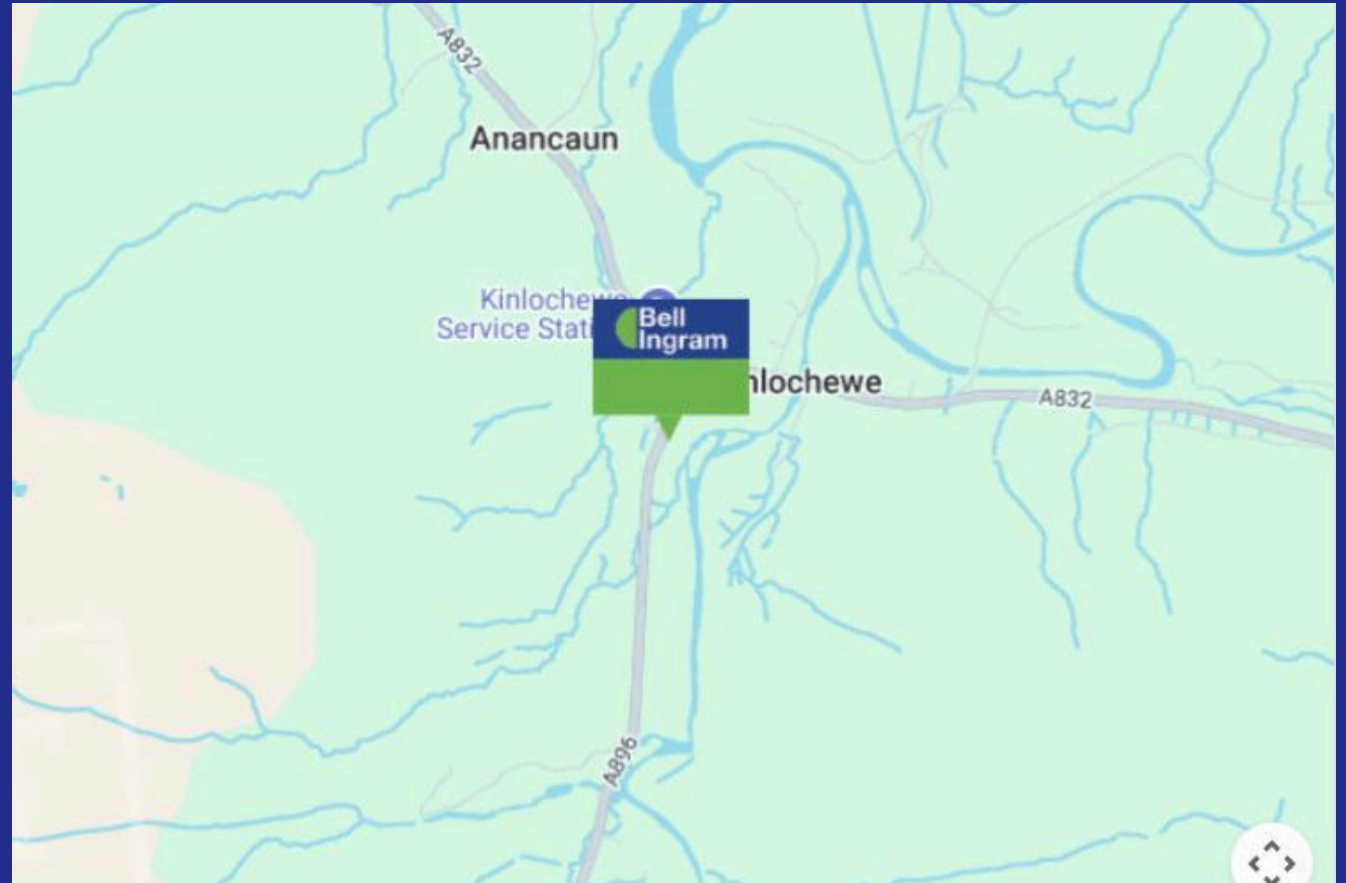 A832
Anancaun
Kinlochewe
Service Stati
Bell
Ingram
nlochewe
A832
A896